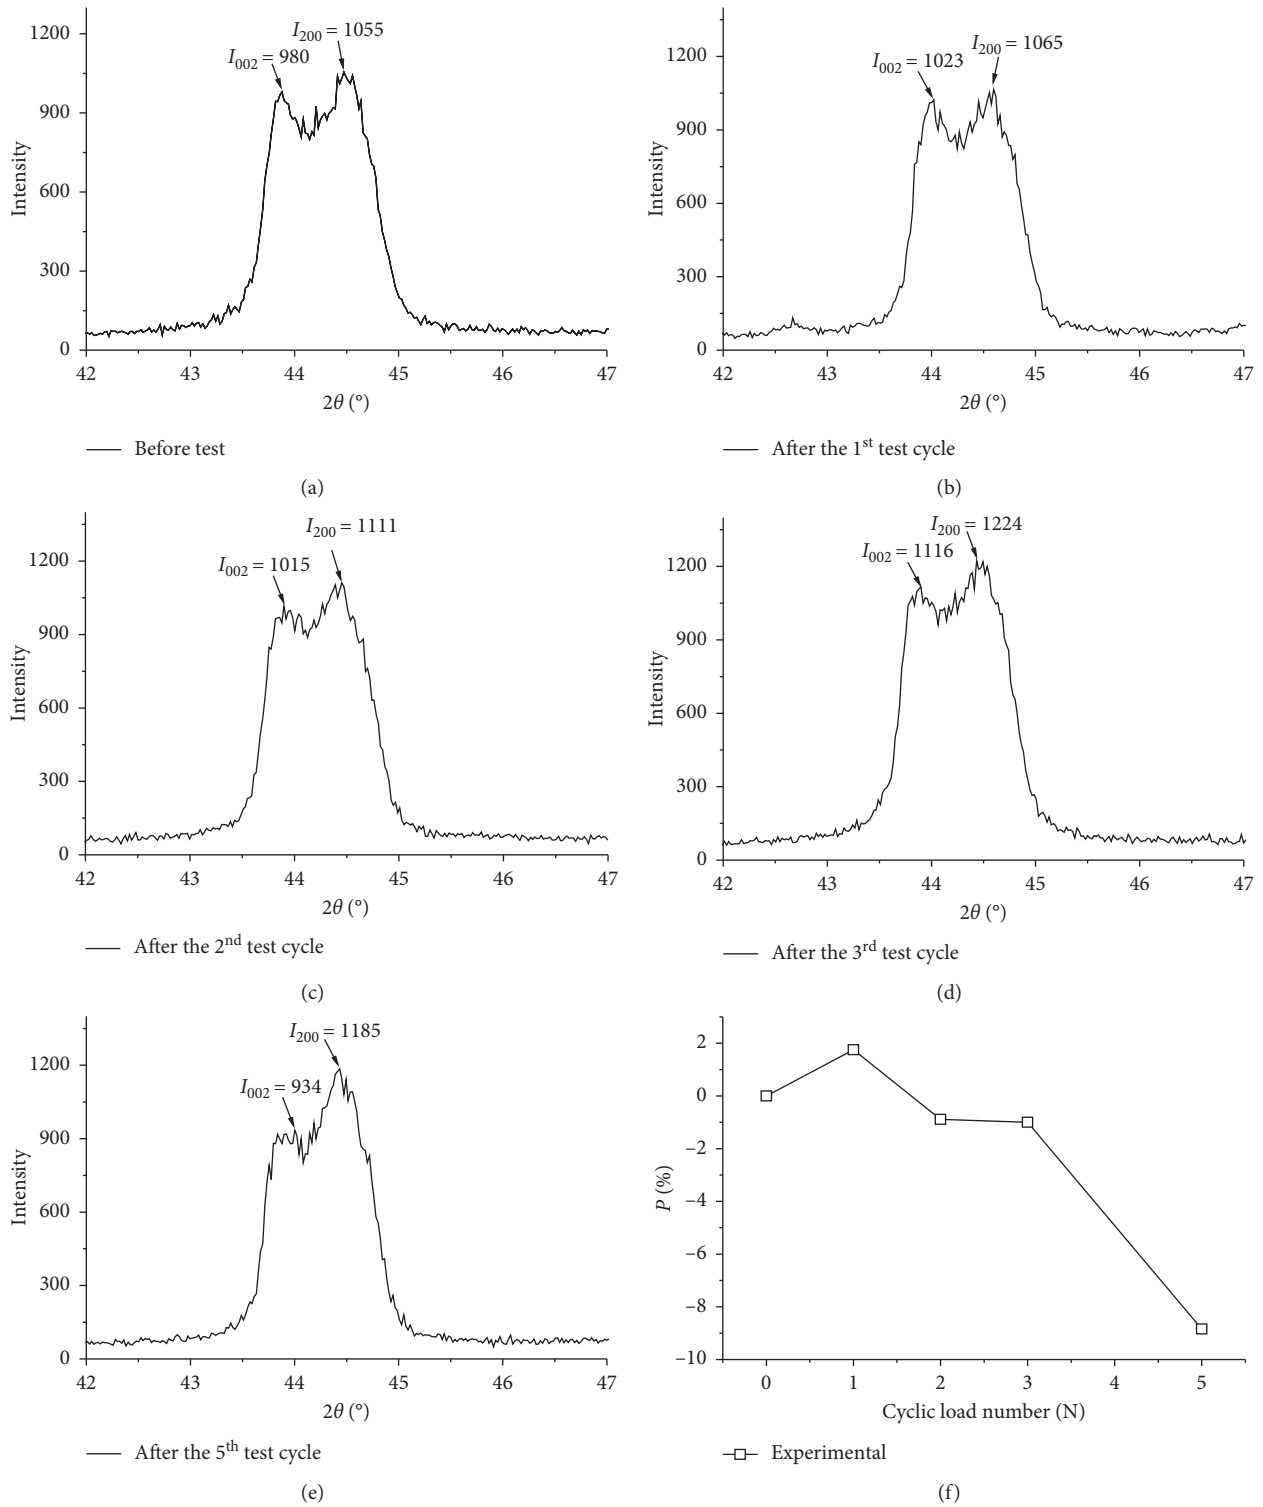 1200
900
600
300
0
Intensity
I002 = 980
I200 = 1055
42 43 44 45 46 47
2θ (°)
Before test
(a)
1200
900
600
300
0
Intensity
I002 = 1023
I200 = 1065
42 43 44 45 46 47
2θ (°)
After the 1st test cycle
(b)
1200
900
600
300
0
Intensity
I200 = 1111
I002 = 1015
42 43 44 45 46 47
2θ (°)
After the 2nd test cycle
(c)
1200
900
600
300
0
Intensity
I200 = 1224
I002 = 1116
42 43 44 45 46 47
2θ (°)
After the 3rd test cycle
(d)
1200
900
600
300
0
Intensity
I200 = 1185
I002 = 934
42 43 44 45 46 47
2θ (°)
After the 5th test cycle
(e)
2
0
−2
−4
−6
−8
−10
P (%)
0 1 2 3 4 5
Cyclic load number (N)
Experimental
(f)